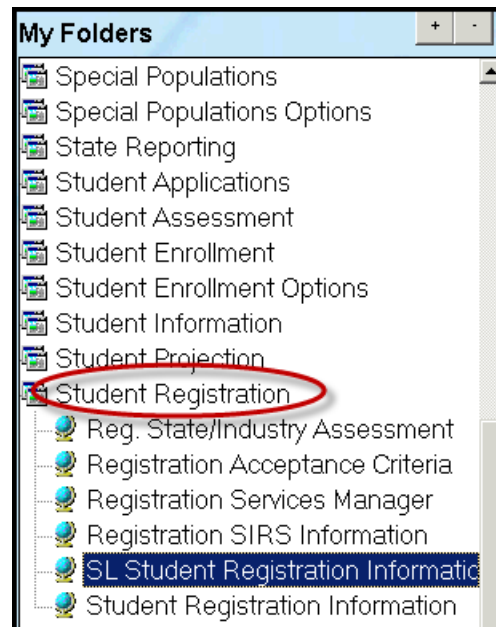 My Folders + -
Special Populations
Special Populations Options
State Reporting
Student Applications
Student Assessment
Student Enrollment
Student Enrollment Options
Student Information
Student Projection
Student Registration
Reg. State/Industry Assessment
Registration Acceptance Criteria
Registration Services Manager
Registration SIRS Information
SL Student Registration Informatic
Student Registration Information